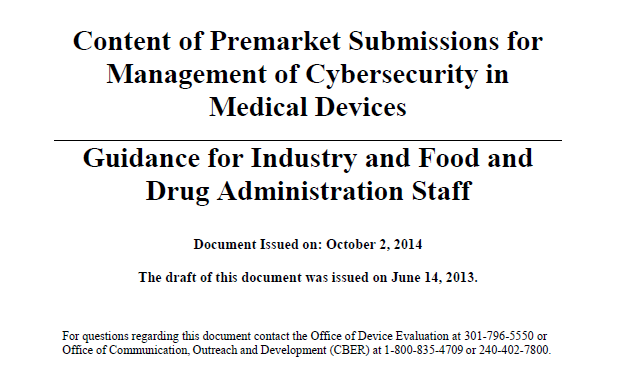 Content of Premarket Submissions for
Management of Cybersecurity in
Medical Devices
Guidance for Industry and Food and
Drug Administration Staff
Document Issued on: October 2, 2014
The draft of this document was issued on June 14, 2013.
For questions regarding this document contact the Office of Device Evaluation at 301-796-5550 or
Office of Communication, Outreach and Development (CBER) at 1-800-835-4709 or 240-402-7800.